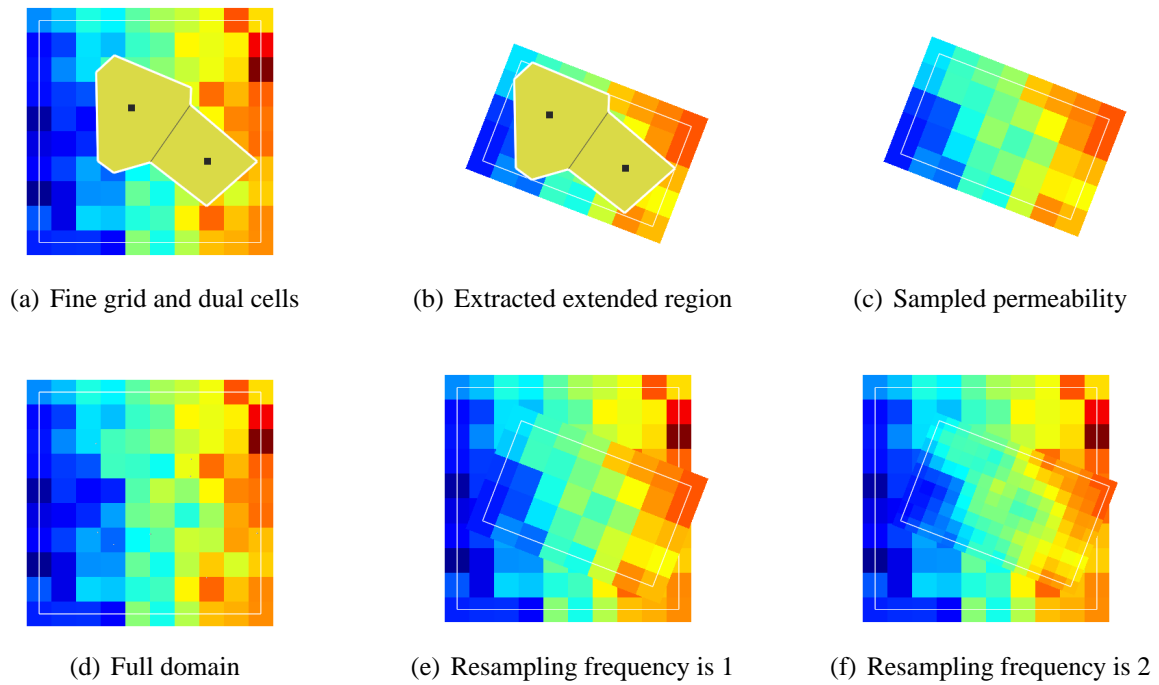 (a) Fine grid and dual cells
(b) Extracted extended region
(c) Sampled permeability
(d) Full domain
(e) Resampling frequency is 1
(f) Resampling frequency is 2